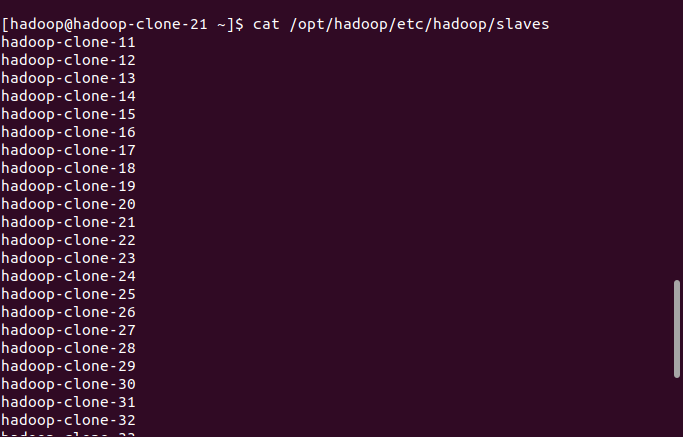 [hadoop@hadoop-clone-21 ~]$ cat /opt/hadoop/etc/hadoop/slaves
hadoop-clone-11
hadoop-clone-12
hadoop-clone-13
hadoop-clone-14
hadoop-clone-15
hadoop-clone-16
hadoop-clone-17
hadoop-clone-18
hadoop-clone-19
hadoop-clone-20
hadoop-clone-21
hadoop-clone-22
hadoop-clone-23
hadoop-clone-24
hadoop-clone-25
hadoop-clone-26
hadoop-clone-27
hadoop-clone-28
hadoop-clone-29
hadoop-clone-30
hadoop-clone-31
hadoop-clone-32